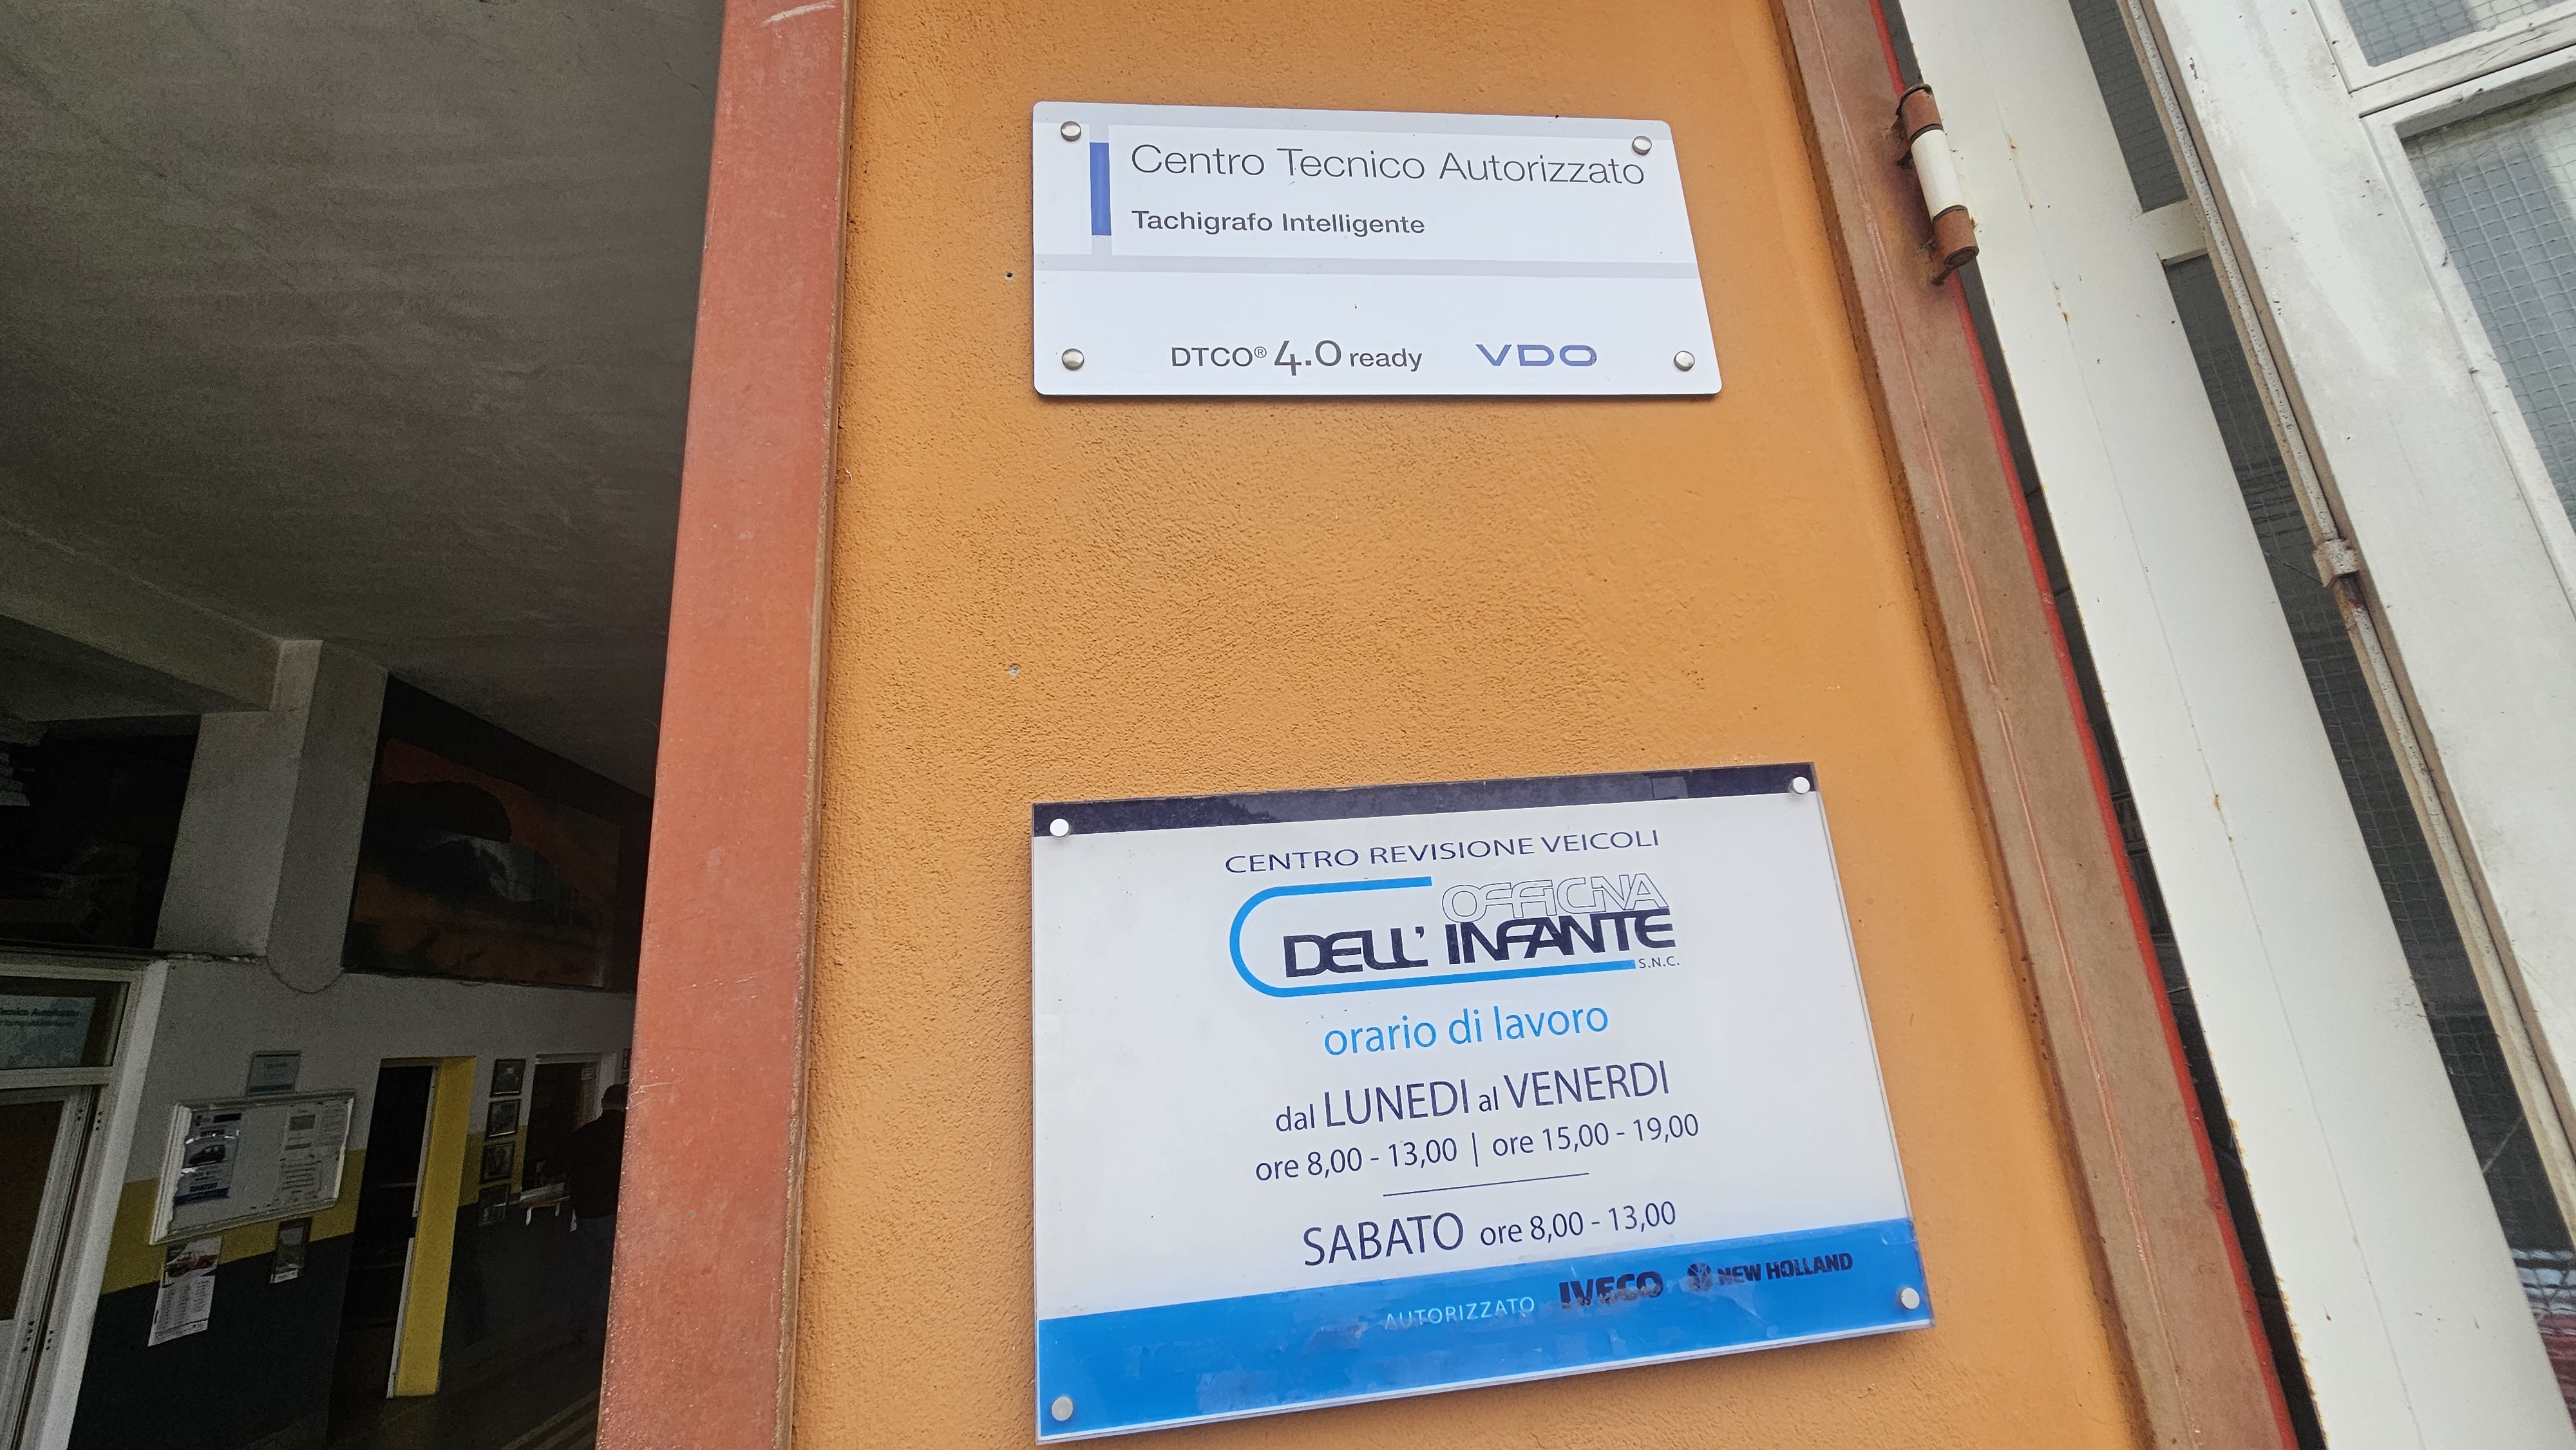 Centro Tecnico Autorizzato
Tachigrafo Intelligente
DTCO® 4.0 ready VDO
CENTRO REVISIONE VEICOLI
OFFICINA
DELL' INFANTE
S.N.C.
orario di lavoro
dal LUNEDI al VENERDI
ore 8,00 - 13,00 | ore 15,00 - 19,00
SABATO ore 8,00 - 13,00
AUTORIZZATO IVECO NEW HOLLAND